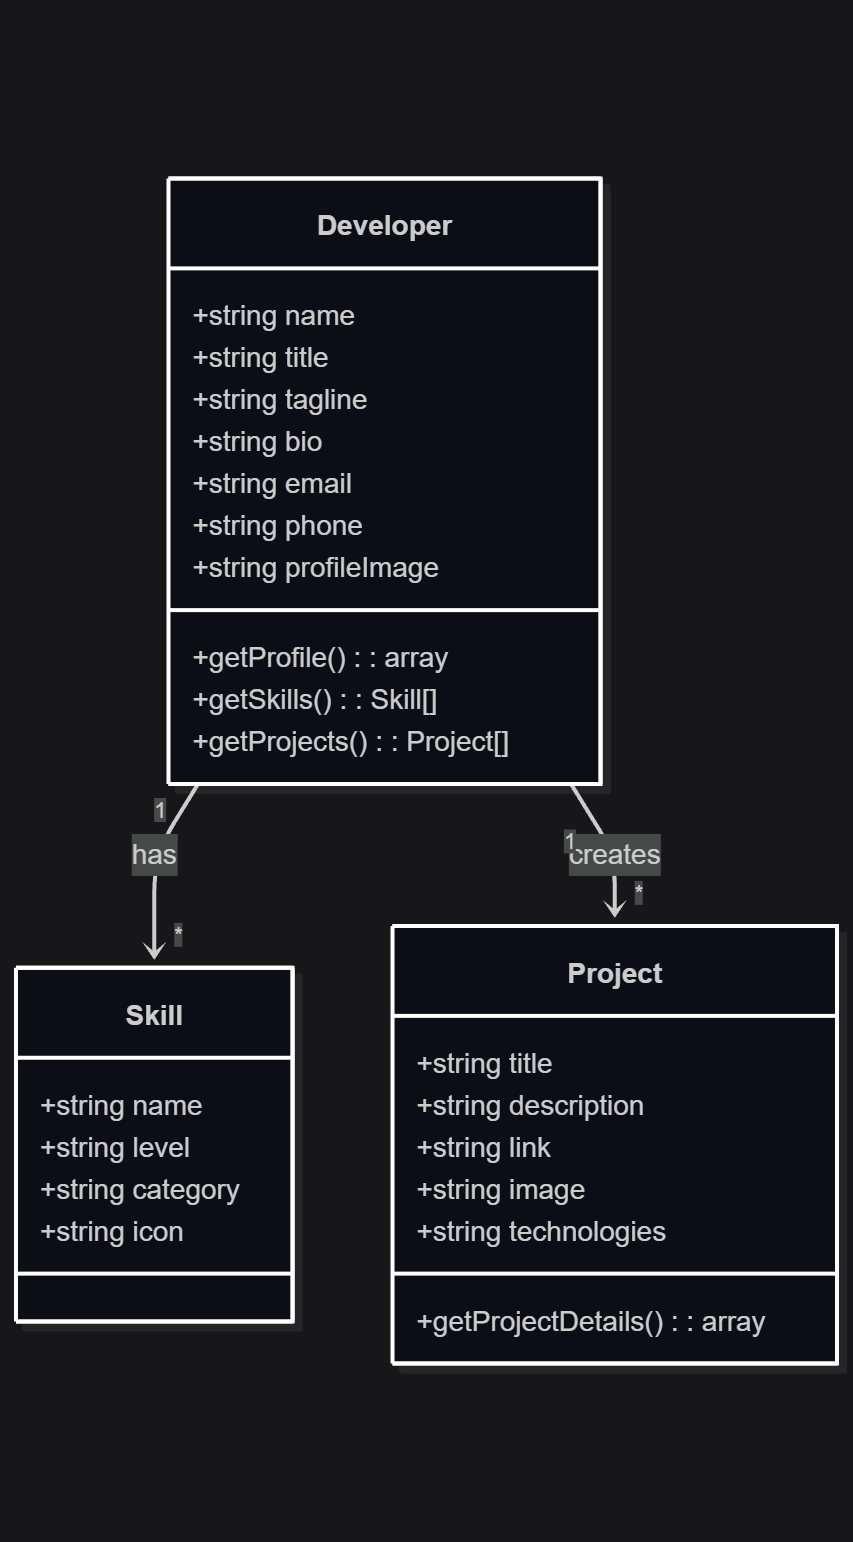 Developer
+string name
+string title
+string tagline
+string bio
+string email
+string phone
+string profileImage
+getProfile() : : array
+getSkills() : : Skill[]
+getProjects() : : Project[]
1
has
*
1
creates
*
Skill
+string name
+string level
+string category
+string icon
Project
+string title
+string description
+string link
+string image
+string technologies
+getProjectDetails() : : array